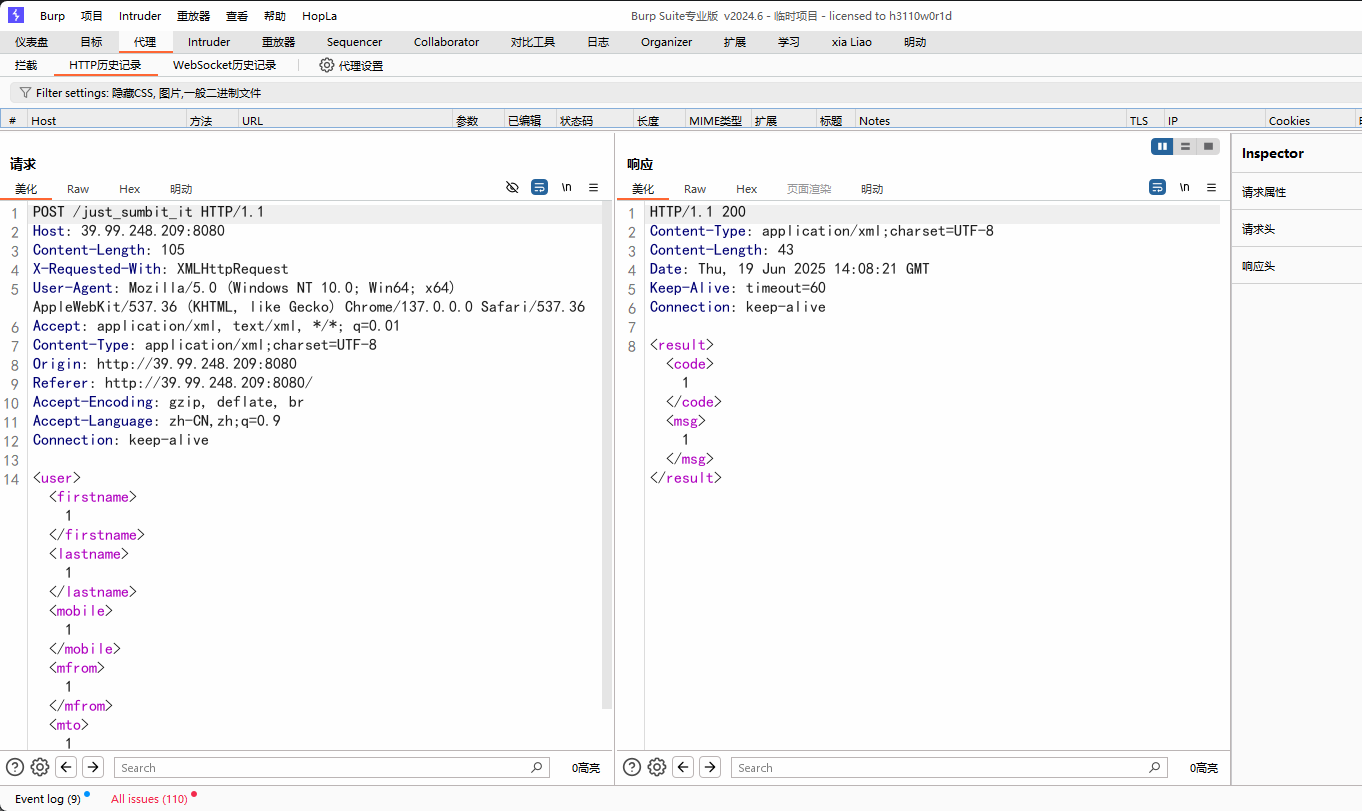 Burp 项目 Intruder 重放器 查看 帮助 HopLa Burp Suite专业版 v2024.6 - 临时项目 - licensed to h3110w0r1d
仪表盘 目标 代理 Intruder 重放器 Sequencer Collaborator 对比工具 日志 Organizer 扩展 学习 xia Liao 明动
拦截 HTTP历史记录 WebSocket历史记录 代理设置
Filter settings: 隐藏CSS, 图片,一般二进制文件
# Host 方法 URL 参数 已编辑 状态码 长度 MIME类型 扩展 标题 Notes TLS IP Cookies
请求
美化 Raw Hex 明动 \n
1 POST /just_sumbit_it HTTP/1.1
2 Host: 39.99.248.209:8080
3 Content-Length: 105
4 X-Requested-With: XMLHttpRequest
5 User-Agent: Mozilla/5.0 (Windows NT 10.0; Win64; x64)
AppleWebKit/537.36 (KHTML, like Gecko) Chrome/137.0.0.0 Safari/537.36
6 Accept: application/xml, text/xml, */*; q=0.01
7 Content-Type: application/xml;charset=UTF-8
8 Origin: http://39.99.248.209:8080
9 Referer: http://39.99.248.209:8080/
10 Accept-Encoding: gzip, deflate, br
11 Accept-Language: zh-CN,zh;q=0.9
12 Connection: keep-alive
13
14 <user>
<firstname>
1
</firstname>
<lastname>
1
</lastname>
<mobile>
1
</mobile>
<mfrom>
1
</mfrom>
<mto>
1
Search 0高亮
响应
美化 Raw Hex 页面渲染 明动 \n
1 HTTP/1.1 200
2 Content-Type: application/xml;charset=UTF-8
3 Content-Length: 43
4 Date: Thu, 19 Jun 2025 14:08:21 GMT
5 Keep-Alive: timeout=60
6 Connection: keep-alive
7
8 <result>
<code>
1
</code>
<msg>
1
</msg>
</result>
Search 0高亮
Inspector
请求属性
请求头
响应头
Event log (9) All issues (110)